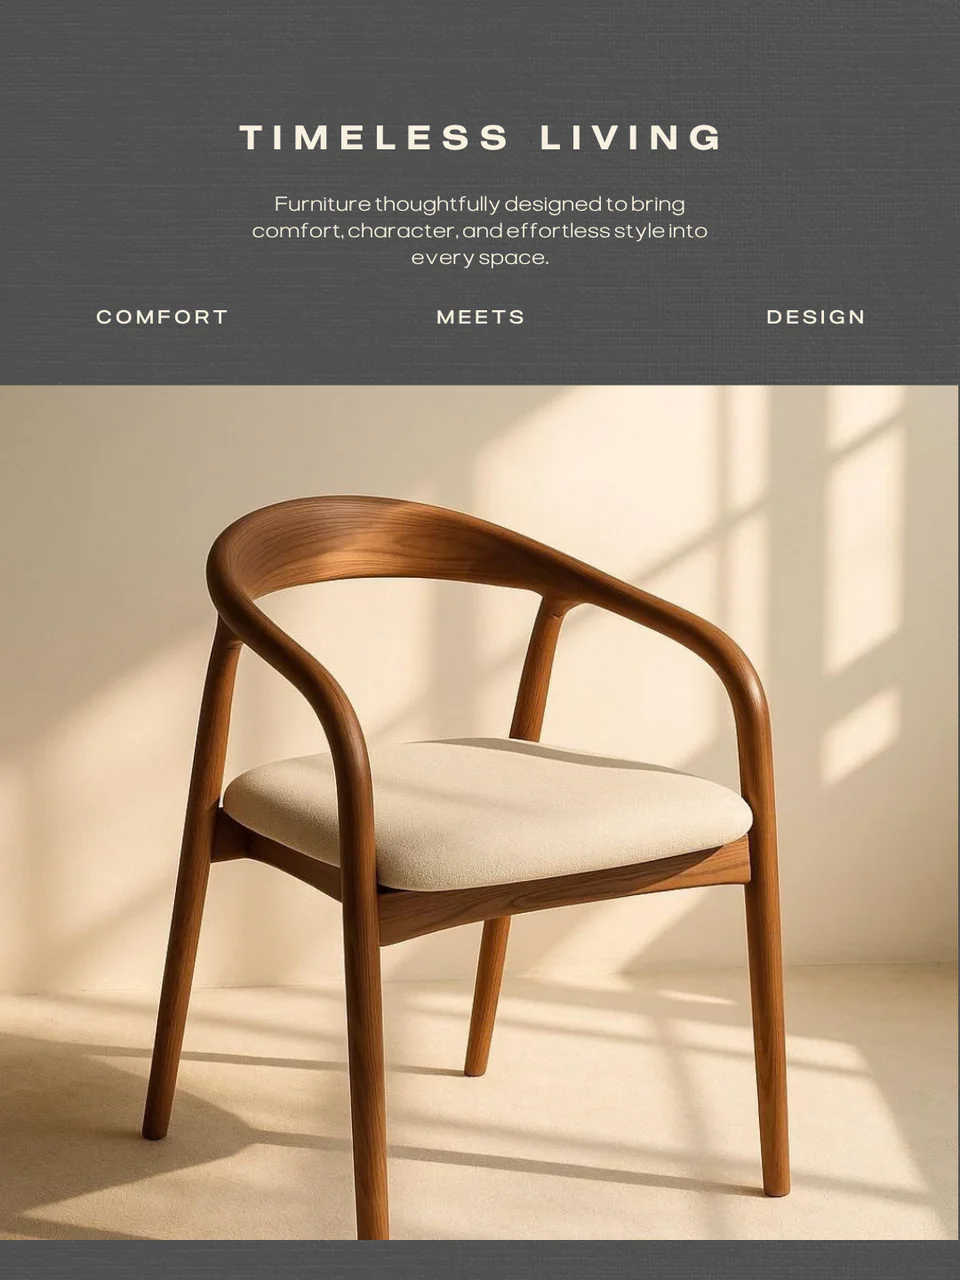 TIMELESS LIVING
Furniture thoughtfully designed to bring
comfort, character, and effortless style into
every space.
COMFORT MEETS DESIGN